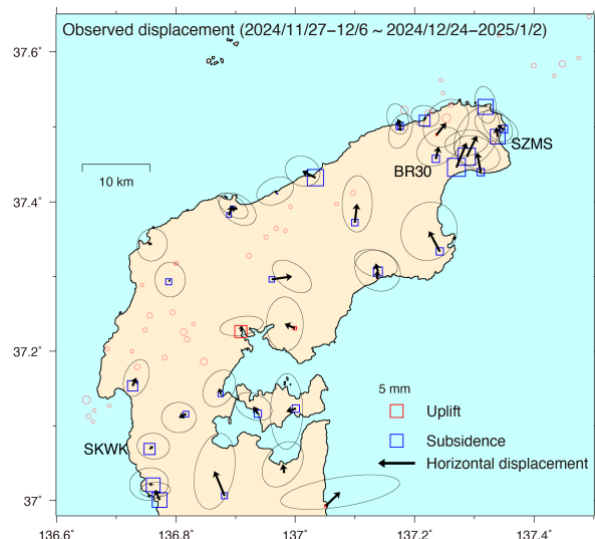 Observed displacement (2024/11/27−12/6 ~ 2024/12/24−2025/1/2)
37.6˚
SZMS
BR30
10 km
37.4˚
37.2˚
5 mm
Uplift
Subsidence
SKWK
Horizontal displacement
37˚
136.6˚ 136.8˚ 137˚ 137.2˚ 137.4˚